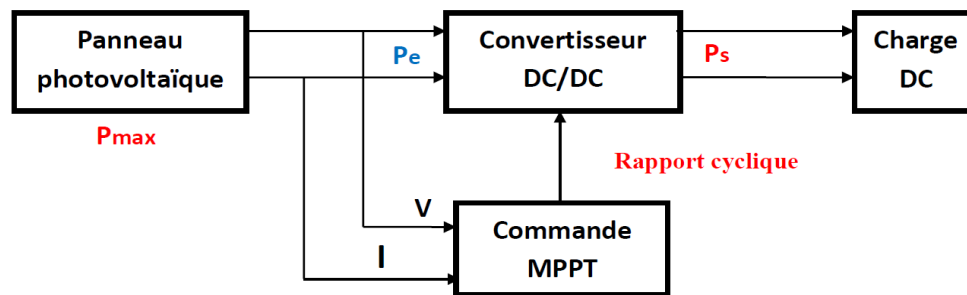 Panneau
photovoltaïque
Pmax
Pe
Convertisseur
DC/DC
Ps
Charge
DC
Rapport cyclique
V
I
Commande
MPPT